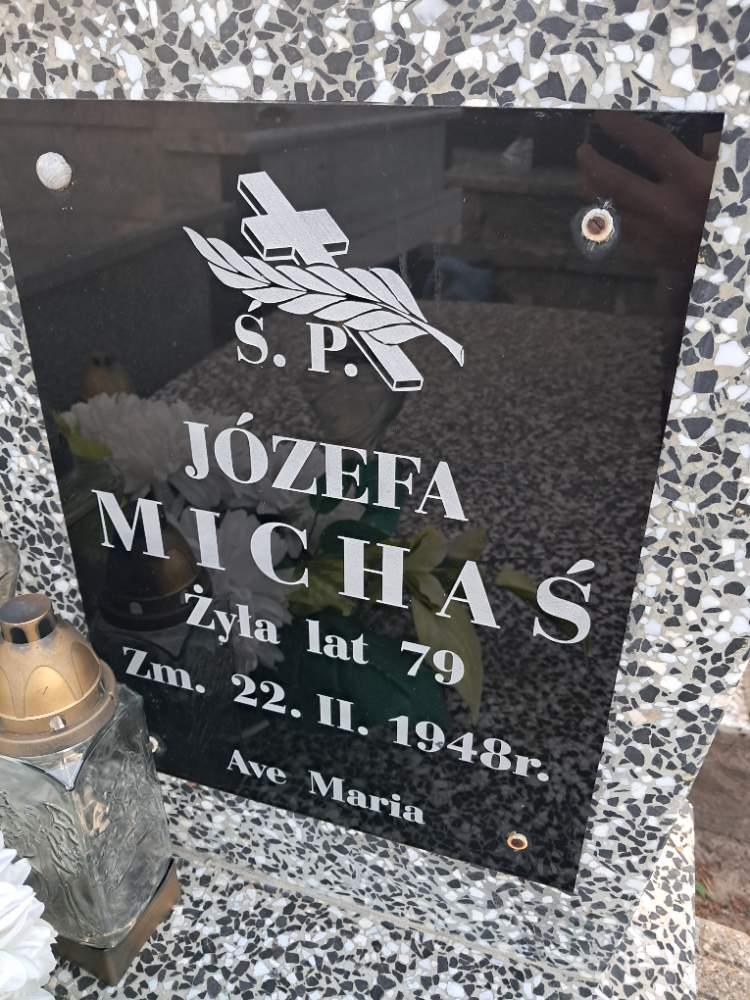 Ś. P.
JÓZEFA
MICHAŚ
Żyła lat 79
Zm. 22. II. 1948r.
Ave Maria